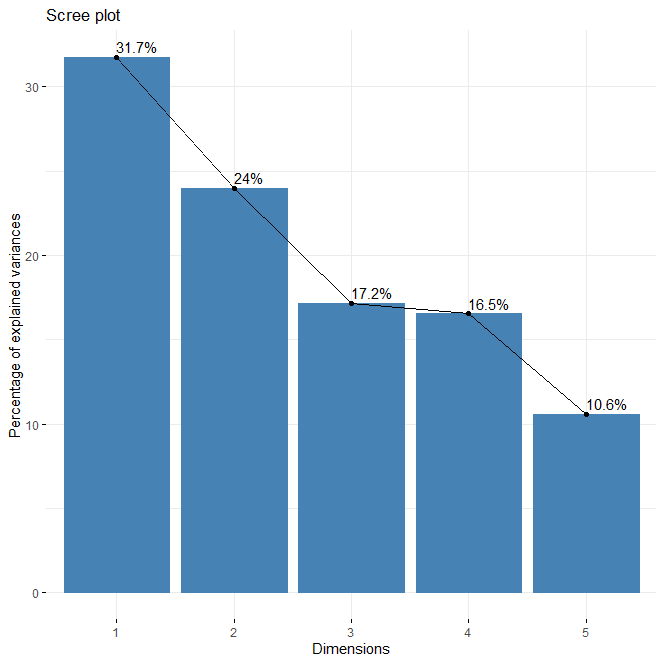 Scree plot
31.7%
24%
17.2%
16.5%
10.6%
30
20
10
0
Percentage of explained variances
1 2 3 4 5
Dimensions